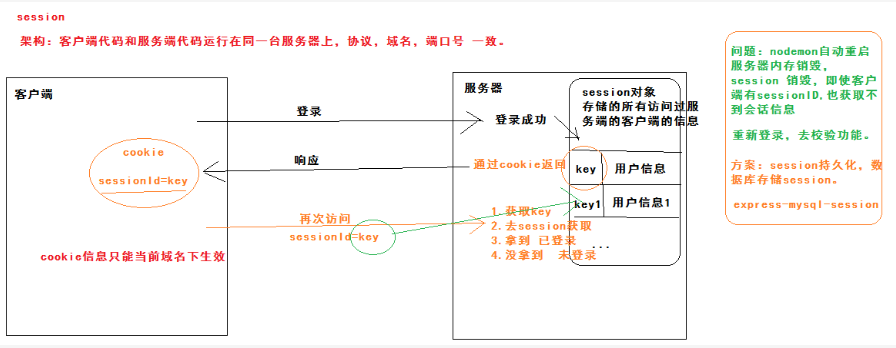 session
架构：客户端代码和服务端代码运行在同一台服务器上，协议，域名，端口号 一致。
客户端
cookie
sessionId=key
cookie信息只能当前域名下生效
登录
响应
再次访问
sessionId=key
服务器
登录成功
通过cookie返回
1. 获取key
2. 去session获取
3. 拿到 已登录
4. 没拿到 未登录
session对象
存储的所有访问过服
务端的客户端的信息
key 用户信息
key1 用户信息1
...
问题：nodemon自动重启
服务器内存销毁，
session 销毁，即使客户
端有sessionID,也获取不
到会话信息
重新登录，去校验功能。
方案：session持久化，数
据库存储session。
express-mysql-session